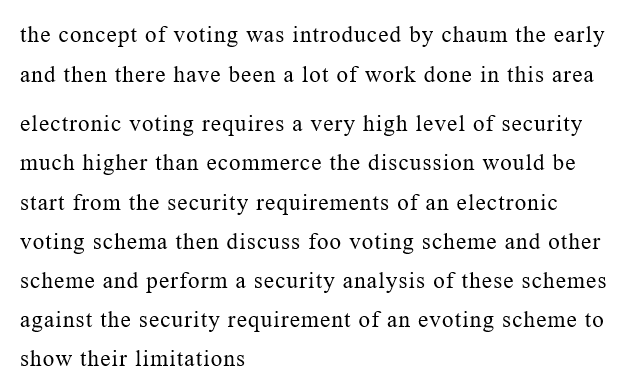 the concept of voting was introduced by chaum the early
and then there have been a lot of work done in this area
electronic voting requires a very high level of security
much higher than ecommerce the discussion would be
start from the security requirements of an electronic
voting schema then discuss foo voting scheme and other
scheme and perform a security analysis of these schemes
against the security requirement of an evoting scheme to
show their limitations